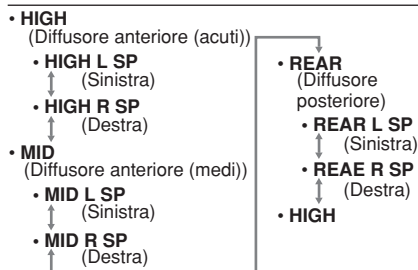 • HIGH
(Diffusore anteriore (acuti))
• HIGH L SP
(Sinistra)
• HIGH R SP
(Destra)
• MID
(Diffusore anteriore (medi))
• MID L SP
(Sinistra)
• MID R SP
(Destra)
• REAR
(Diffusore
posteriore)
• REAR L SP
(Sinistra)
• REAE R SP
(Destra)
• HIGH